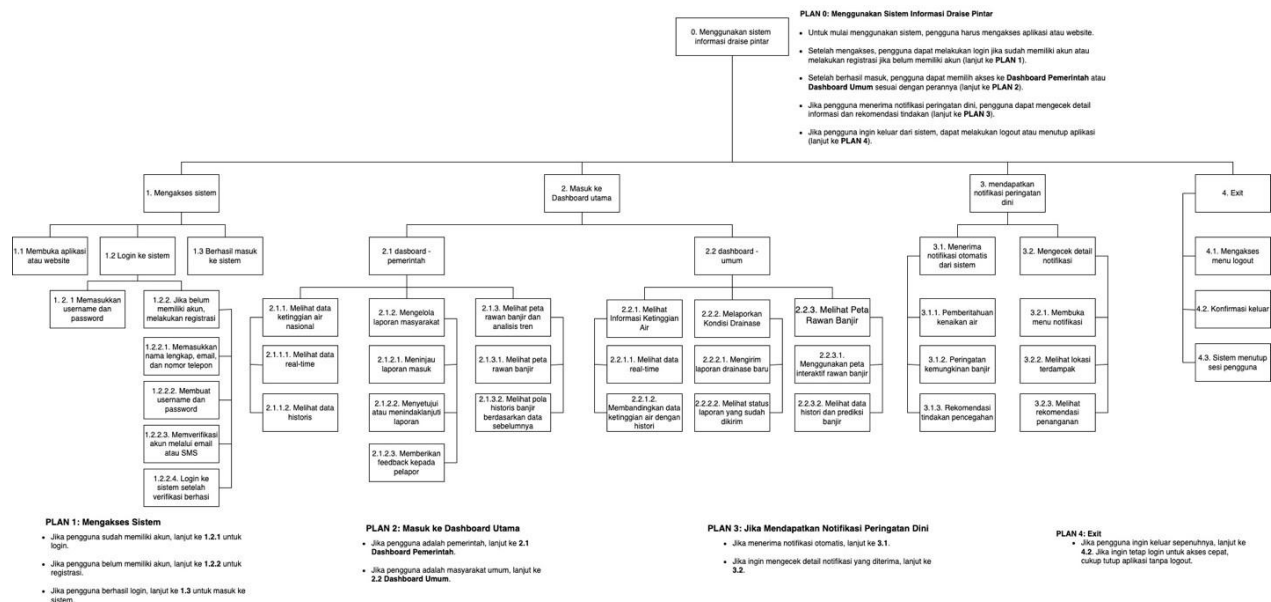 PLAN 0: Menggunakan Sistem Informasi Draise Pintar
• Untuk mulai menggunakan sistem, pengguna harus mengakses aplikasi atau website.
• Setelah mengakses, pengguna dapat melakukan login jika sudah memiliki akun atau
melakukan registrasi jika belum memiliki akun (lanjut ke PLAN 1).
• Setelah berhasil masuk, pengguna dapat memilih akses ke Dashboard Pemerintah atau
Dashboard Umum sesuai dengan perannya (lanjut ke PLAN 2).
• Jika pengguna menerima notifikasi peringatan dini, pengguna dapat mengecek detail
informasi dan rekomendasi tindakan (lanjut ke PLAN 3).
• Jika pengguna ingin keluar dari sistem, dapat melakukan logout atau menutup aplikasi
(lanjut ke PLAN 4).
0. Menggunakan sistem
informasi draise pintar
1. Mengakses sistem
2. Masuk ke
Dashboard utama
3. mendapatkan
notifikasi peringatan
dini
4. Exit
1.1 Membuka aplikasi
atau website
1.2 Login ke sistem
1.3 Berhasil masuk
ke sistem
2.1 dasboard -
pemerintah
2.2 dashboard -
umum
3.1. Menerima
notifikasi otomatis
dari sistem
3.2. Mengecek detail
notifikasi
4.1. Mengakses
menu logout
4.2. Konfirmasi keluar
4.3. Sistem menutup
sesi pengguna
1. 2. 1 Memasukkan
username dan
password
1.2.2. Jika belum
memiliki akun,
melakukan registrasi
1.2.2.1. Memasukkan
nama lengkap, email,
dan nomor telepon
1.2.2.2. Membuat
username dan
password
1.2.2.3. Memverifikasi
akun melalui email
atau SMS
1.2.2.4. Login ke
sistem setelah
verifikasi berhasi
2.1.1. Melihat data
ketinggian air
nasional
2.1.1.1. Melihat data
real-time
2.1.1.2. Melihat data
historis
2.1.2. Mengelola
laporan masyarakat
2.1.2.1. Meninjau
laporan masuk
2.1.2.2. Menyetujui
atau menindaklanjuti
laporan
2.1.2.3. Memberikan
feedback kepada
pelapor
2.1.3. Melihat peta
rawan banjir dan
analisis tren
2.1.3.1. Melihat peta
rawan banjir
2.1.3.2. Melihat pola
historis banjir
berdasarkan data
sebelumnya
2.2.1. Melihat
Informasi Ketinggian
Air
2.2.1.1. Melihat data
real-time
2.2.1.2.
Membandingkan data
ketinggian air dengan
histori
2.2.2. Melaporkan
Kondisi Drainase
2.2.2.1. Mengirim
laporan drainase baru
2.2.2.2. Melihat status
laporan yang sudah
dikirim
2.2.3. Melihat Peta
Rawan Banjir
2.2.3.1.
Menggunakan peta
interaktif rawan banjir
2.2.3.2. Melihat data
histori dan prediksi
banjir
3.1.1. Pemberitahuan
kenaikan air
3.1.2. Peringatan
kemungkinan banjir
3.1.3. Rekomendasi
tindakan pencegahan
3.2.1. Membuka
menu notifikasi
3.2.2. Melihat lokasi
terdampak
3.2.3. Melihat
rekomendasi
penanganan
PLAN 1: Mengakses Sistem
• Jika pengguna sudah memiliki akun, lanjut ke 1.2.1 untuk
login.
• Jika pengguna belum memiliki akun, lanjut ke 1.2.2 untuk
registrasi.
• Jika pengguna berhasil login, lanjut ke 1.3 untuk masuk ke
sistem.
PLAN 2: Masuk ke Dashboard Utama
• Jika pengguna adalah pemerintah, lanjut ke 2.1
Dashboard Pemerintah.
• Jika pengguna adalah masyarakat umum, lanjut ke
2.2 Dashboard Umum.
PLAN 3: Jika Mendapatkan Notifikasi Peringatan Dini
• Jika menerima notifikasi otomatis, lanjut ke 3.1.
• Jika ingin mengecek detail notifikasi yang diterima, lanjut ke
3.2.
PLAN 4: Exit
• Jika pengguna ingin keluar sepenuhnya, lanjut ke
4.2. Jika ingin tetap login untuk akses cepat,
cukup tutup aplikasi tanpa logout.